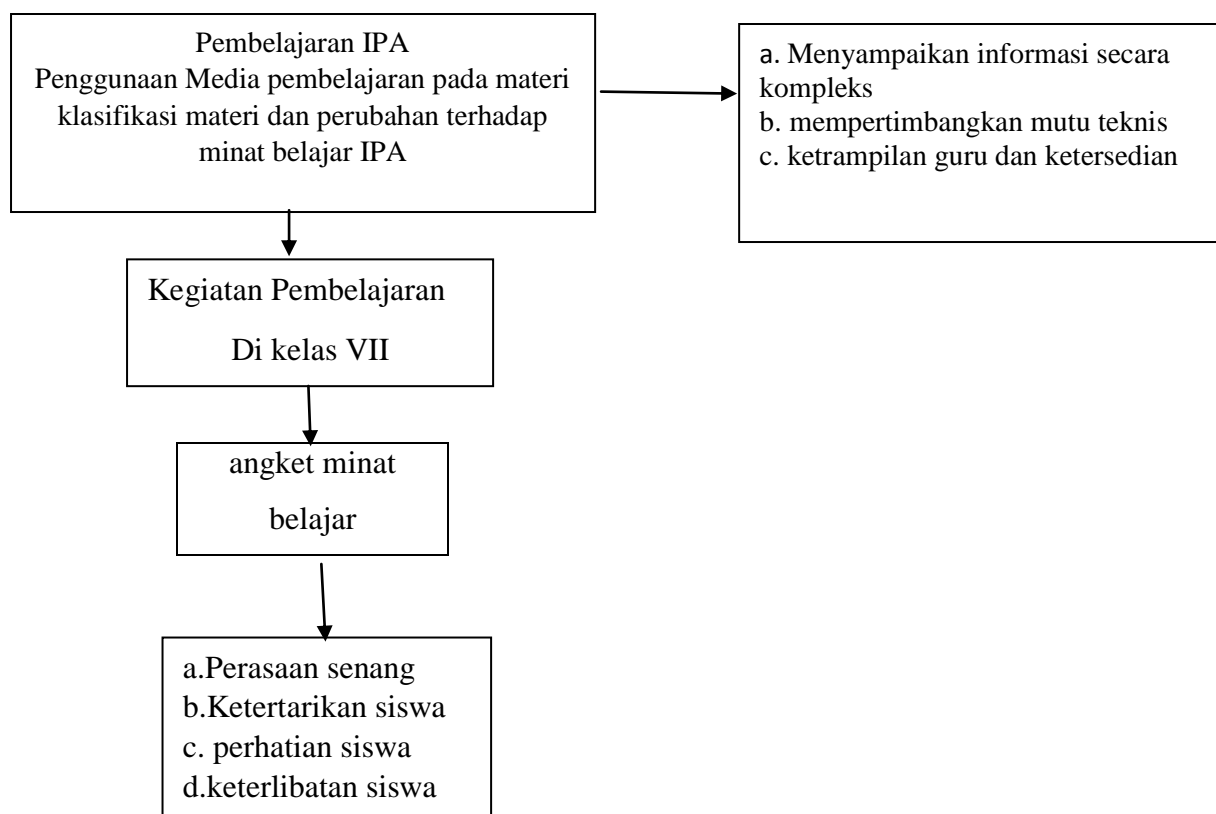 Pembelajaran IPA
Penggunaan Media pembelajaran pada materi
klasifikasi materi dan perubahan terhadap
minat belajar IPA
a. Menyampaikan informasi secara
kompleks
b. mempertimbangkan mutu teknis
c. ketrampilan guru dan ketersedian
Kegiatan Pembelajaran
Di kelas VII
angket minat
belajar
a.Perasaan senang
b.Ketertarikan siswa
c. perhatian siswa
d.keterlibatan siswa